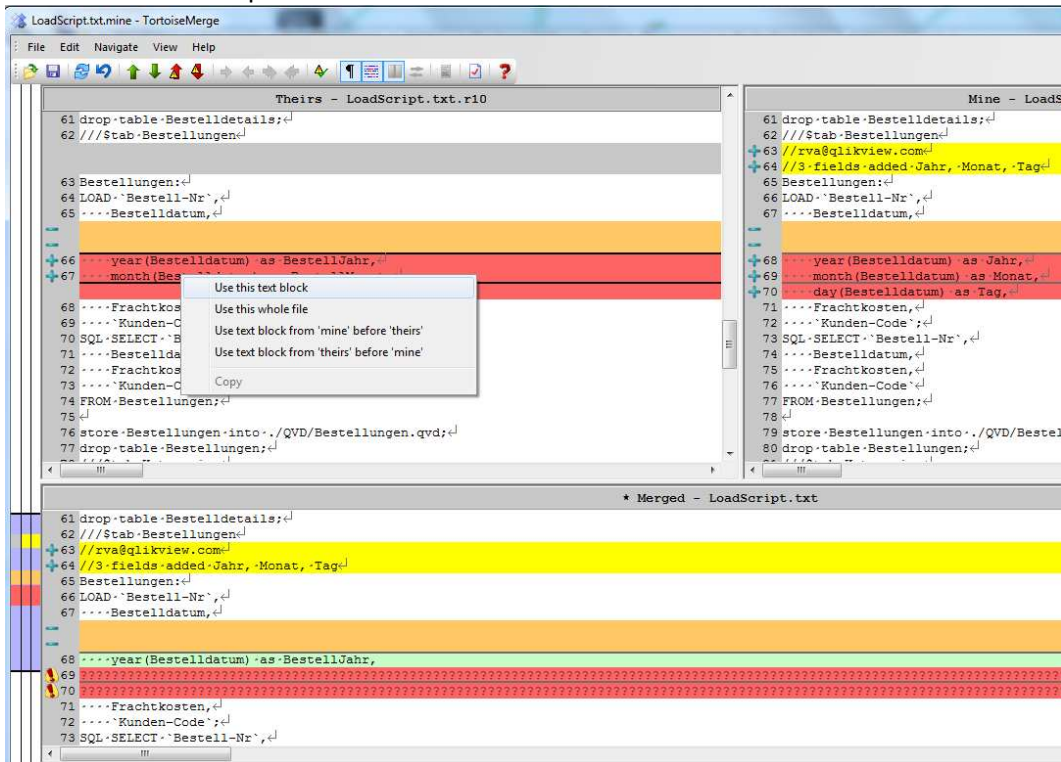 LoadScript.txt.mine - TortoiseMerge
File Edit Navigate View Help
Theirs - LoadScript.txt.r10
61 drop·table·Bestelldetails;↵
62 ///$tab·Bestellungen↵
63 Bestellungen:↵
64 LOAD·`Bestell-Nr`,↵
65 ····Bestelldatum,↵
66 ····year(Bestelldatum)·as·BestellJahr,↵
67 ····month(Bes
68 ····Frachtkos
69 ····`Kunden-C
70 SQL·SELECT·`B
71 ····Bestellda
72 ····Frachtkos
73 ····`Kunden-C
74 FROM·Bestellungen;↵
75 ↵
76 store·Bestellungen·into·./QVD/Bestellungen.qvd;↵
77 drop·table·Bestellungen;↵
Use this text block
Use this whole file
Use text block from 'mine' before 'theirs'
Use text block from 'theirs' before 'mine'
Copy
Mine - LoadS
61 drop·table·Bestelldetails;↵
62 ///$tab·Bestellungen↵
63 //rva@qlikview.com↵
64 //3·fields·added·Jahr,·Monat,·Tag↵
65 Bestellungen:↵
66 LOAD·`Bestell-Nr`,↵
67 ····Bestelldatum,↵
68 ····year(Bestelldatum)·as·Jahr,↵
69 ····month(Bestelldatum)·as·Monat,↵
70 ····day(Bestelldatum)·as·Tag,↵
71 ····Frachtkosten,↵
72 ····`Kunden-Code`;↵
73 SQL·SELECT·`Bestell-Nr`,↵
74 ····Bestelldatum,↵
75 ····Frachtkosten,↵
76 ····`Kunden-Code`↵
77 FROM·Bestellungen;↵
78 ↵
79 store·Bestellungen·into·./QVD/Bestel
80 drop·table·Bestellungen;↵
* Merged - LoadScript.txt
61 drop·table·Bestelldetails;↵
62 ///$tab·Bestellungen↵
63 //rva@qlikview.com↵
64 //3·fields·added·Jahr,·Monat,·Tag↵
65 Bestellungen:↵
66 LOAD·`Bestell-Nr`,↵
67 ····Bestelldatum,↵
68 ····year(Bestelldatum)·as·BestellJahr,
69 ????????????????????????????????????????????????????????????????????????????????????????????????????????????????????????????
70 ????????????????????????????????????????????????????????????????????????????????????????????????????????????????????????????
71 ····Frachtkosten,↵
72 ····`Kunden-Code`;↵
73 SQL·SELECT·`Bestell-Nr`,↵